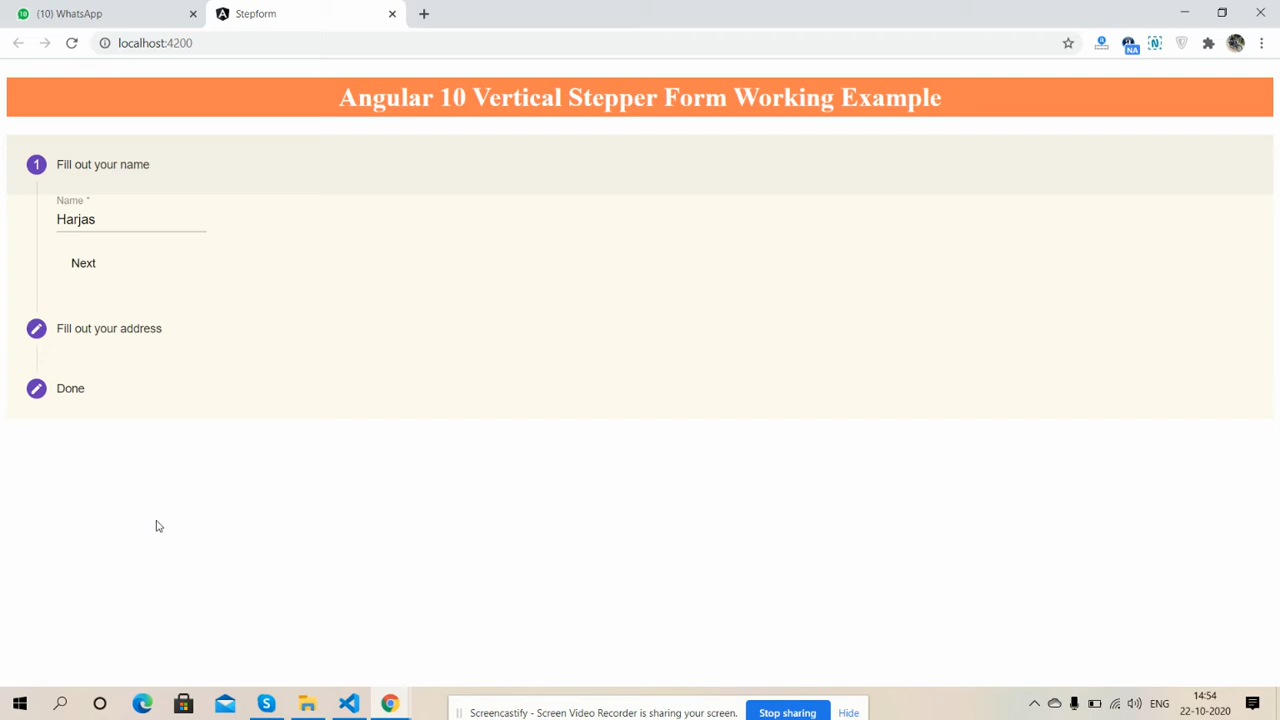 (10) WhatsApp
Stepform
localhost:4200
NA
N
Angular 10 Vertical Stepper Form Working Example
1 Fill out your name
Name *
Harjas
Next
Fill out your address
Done
Screencastify - Screen Video Recorder is sharing your screen. Stop sharing Hide
ENG
14:54
22-10-2020